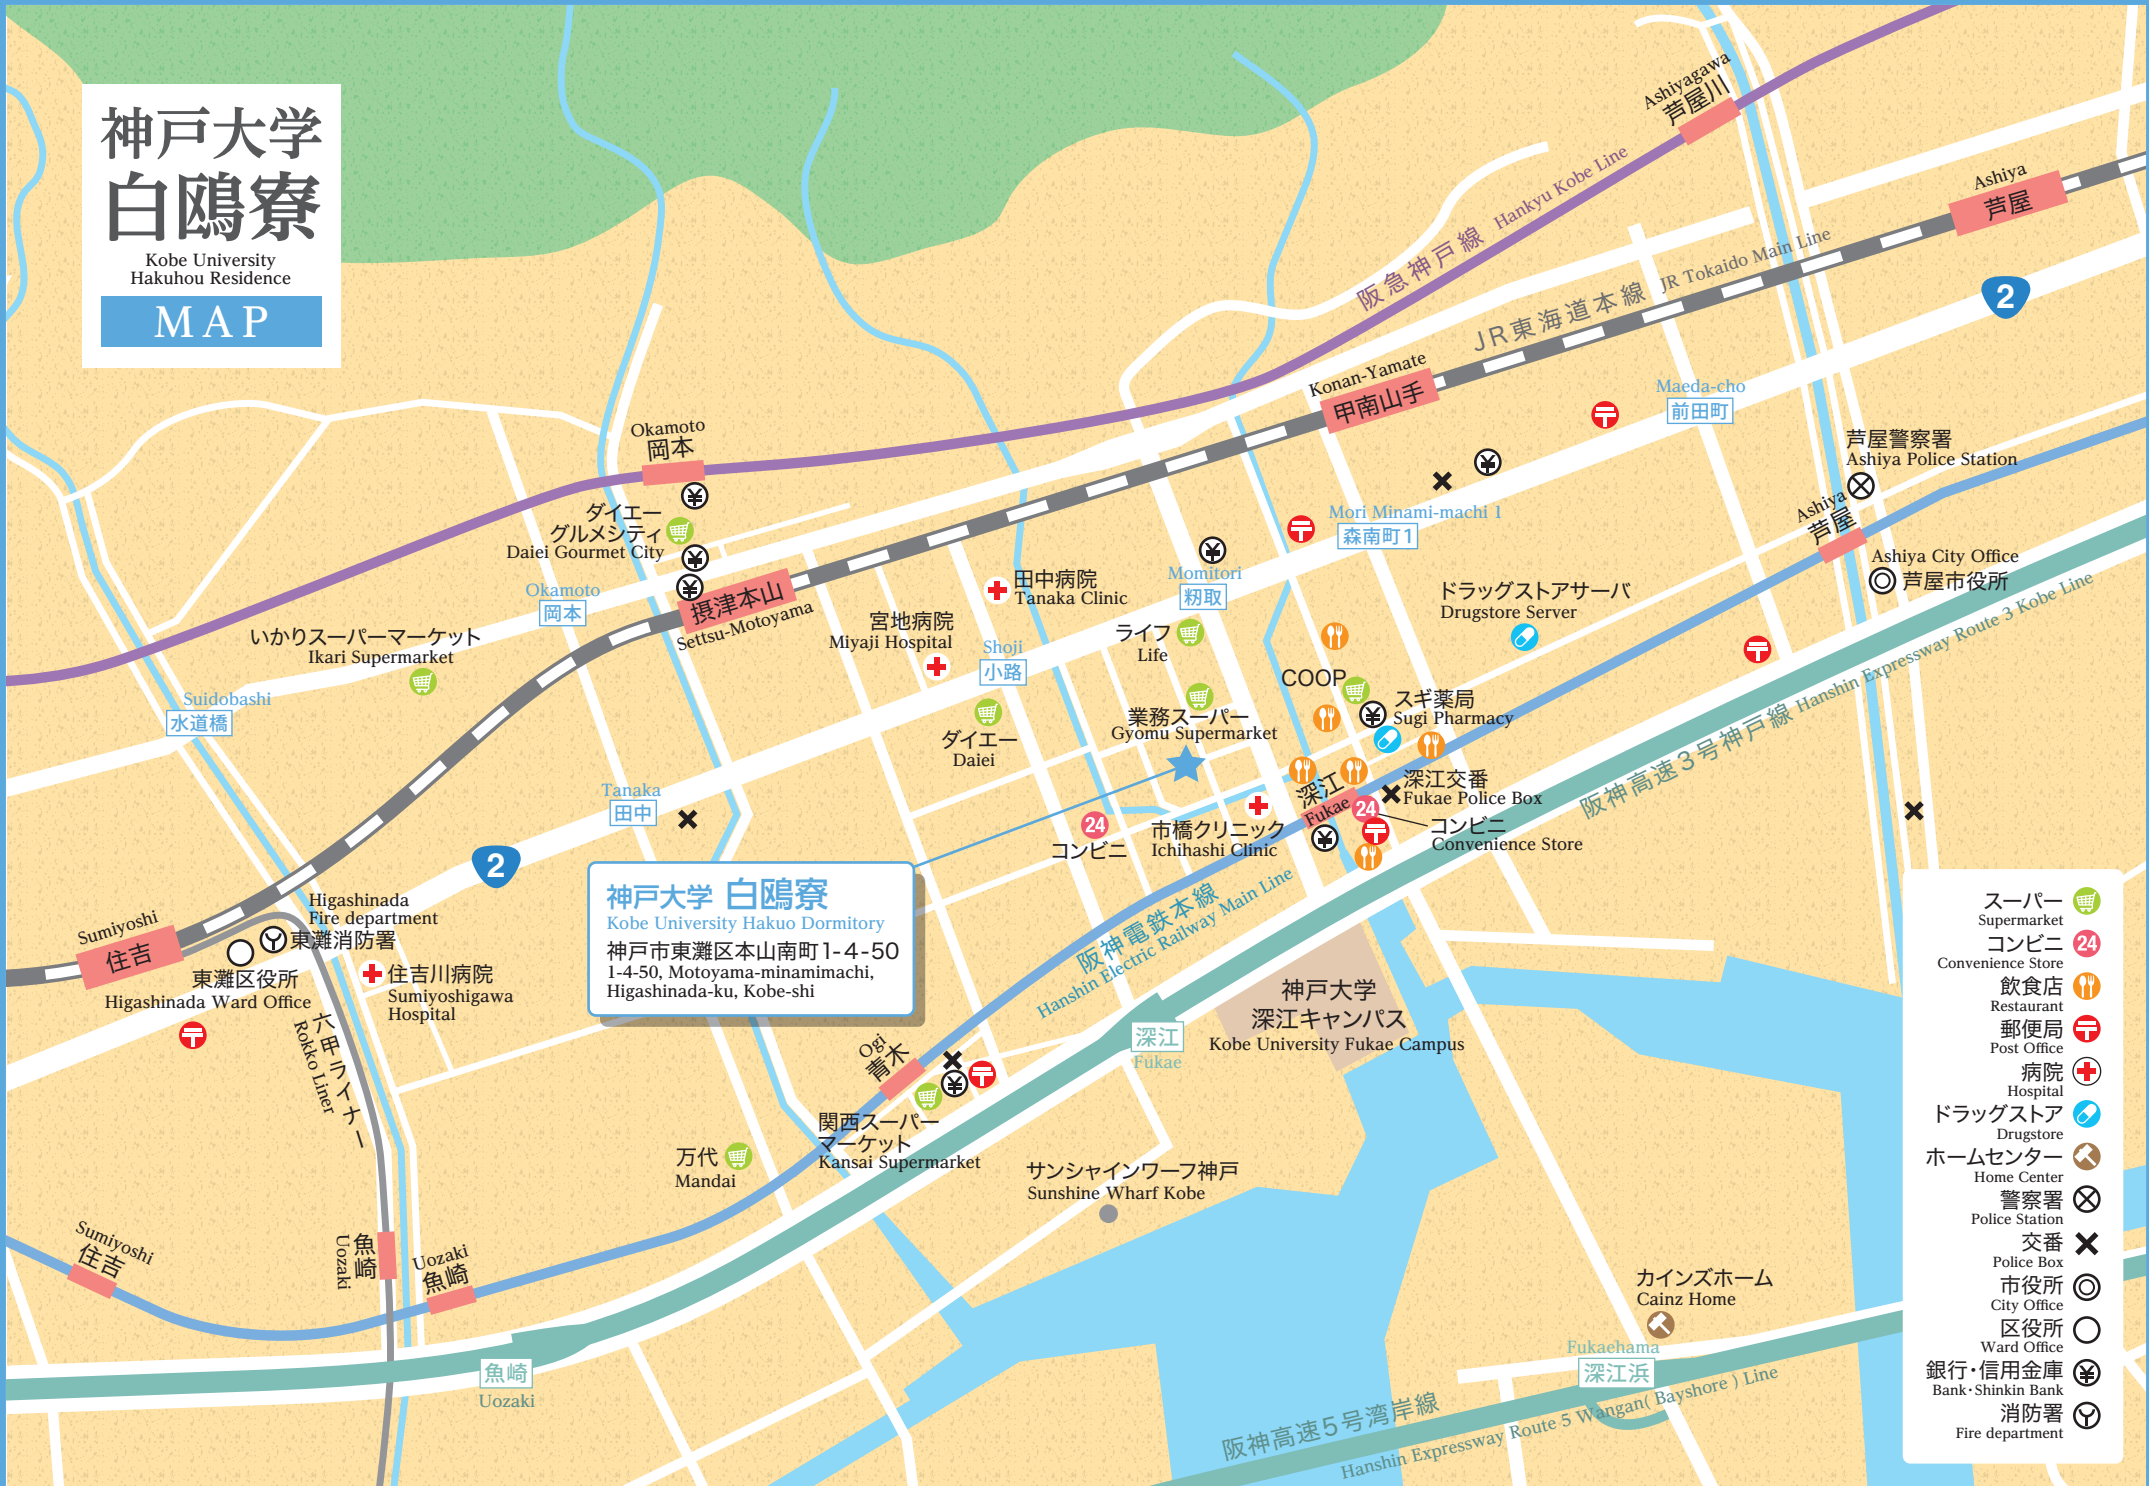 神戸大学
白鴎寮
Kobe University
Hakuhou Residence
MAP
Ashiyagawa
芦屋川
阪急神戸線 Hankyu Kobe Line
Ashiya
芦屋
JR東海道本線 JR Tokaido Main Line
2
Konan-Yamate
甲南山手
Maeda-cho
前田町
芦屋警察署
Ashiya Police Station
Ashiya
芦屋
Ashiya City Office
芦屋市役所
Okamoto
岡本
ダイエー
グルメシティ
Daiei Gourmet City
Okamoto
岡本
摂津本山
Settsu-Motoyama
Mori Minami-machi 1
森南町1
Momitori
籾取
田中病院
Tanaka Clinic
宮地病院
Miyaji Hospital
Shoji
小路
ライフ
Life
ドラッグストアサーバ
Drugstore Server
いかりスーパーマーケット
Ikari Supermarket
Suidobashi
水道橋
COOP
スギ薬局
Sugi Pharmacy
業務スーパー
Gyomu Supermarket
ダイエー
Daiei
阪神高速3号神戸線 Hanshin Expressway Route 3 Kobe Line
Tanaka
田中
2
24
コンビニ
市橋クリニック
Ichihashi Clinic
深江
Fukae
24
深江交番
Fukae Police Box
コンビニ
Convenience Store
神戸大学 白鴎寮
Kobe University Hakuo Dormitory
神戸市東灘区本山南町1-4-50
1-4-50, Motoyama-minamimachi,
Higashinada-ku, Kobe-shi
Higashinada
Fire department
東灘消防署
Sumiyoshi
住吉
東灘区役所
Higashinada Ward Office
住吉川病院
Sumiyoshigawa
Hospital
六甲ライナー
Rokko Liner
阪神電鉄本線
Hanshin Electric Railway Main Line
深江
Fukae
神戸大学
深江キャンパス
Kobe University Fukae Campus
Ogi
青木
関西スーパー
マーケット
Kansai Supermarket
万代
Mandai
サンシャインワーフ神戸
Sunshine Wharf Kobe
Sumiyoshi
住吉
魚崎
Uozaki
Uozaki
魚崎
魚崎
Uozaki
カインズホーム
Cainz Home
Fukaehama
深江浜
阪神高速5号湾岸線
Hanshin Expressway Route 5 Wangan( Bayshore ) Line
スーパー
Supermarket
コンビニ
24
Convenience Store
飲食店
Restaurant
郵便局
Post Office
病院
Hospital
ドラッグストア
Drugstore
ホームセンター
Home Center
警察署
Police Station
交番
Police Box
市役所
City Office
区役所
Ward Office
銀行・信用金庫
Bank・Shinkin Bank
消防署
Fire department